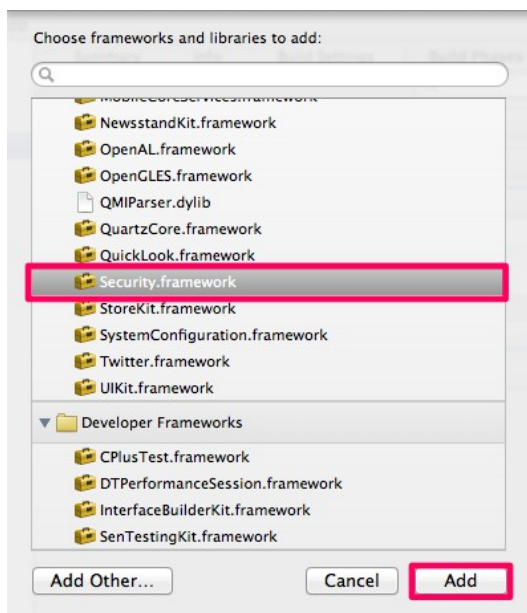 Choose frameworks and libraries to add:
MobileCoreServices.framework
NewsstandKit.framework
OpenAL.framework
OpenGLES.framework
QMIParser.dylib
QuartzCore.framework
QuickLook.framework
Security.framework
StoreKit.framework
SystemConfiguration.framework
Twitter.framework
UIKit.framework
Developer Frameworks
CPlusTest.framework
DTPerformanceSession.framework
InterfaceBuilderKit.framework
SenTestingKit.framework
Add Other...
Cancel
Add